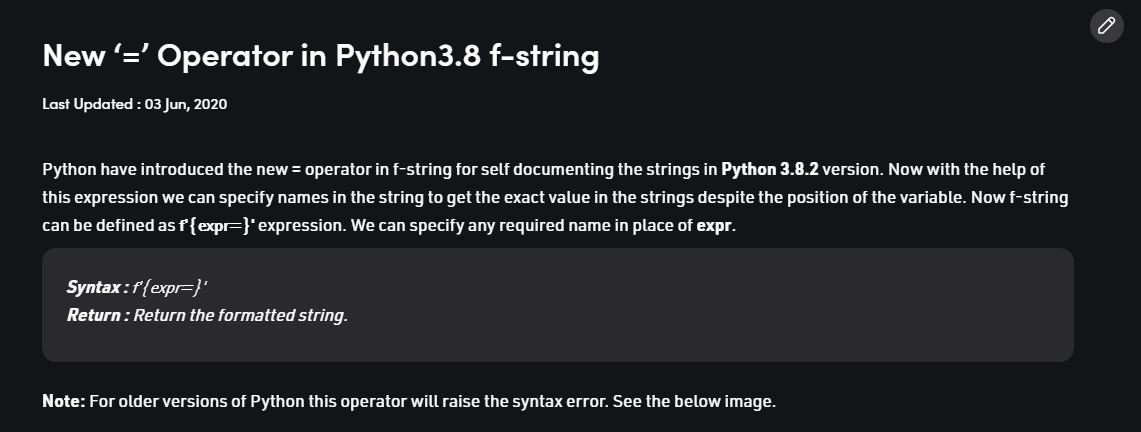 New ‘=’ Operator in Python3.8 f-string
Last Updated : 03 Jun, 2020
Python have introduced the new = operator in f-string for self documenting the strings in Python 3.8.2 version. Now with the help of
this expression we can specify names in the string to get the exact value in the strings despite the position of the variable. Now f-string
can be defined as f'{expr=}' expression. We can specify any required name in place of expr.
Syntax : f'{expr=}'
Return : Return the formatted string.
Note: For older versions of Python this operator will raise the syntax error. See the below image.